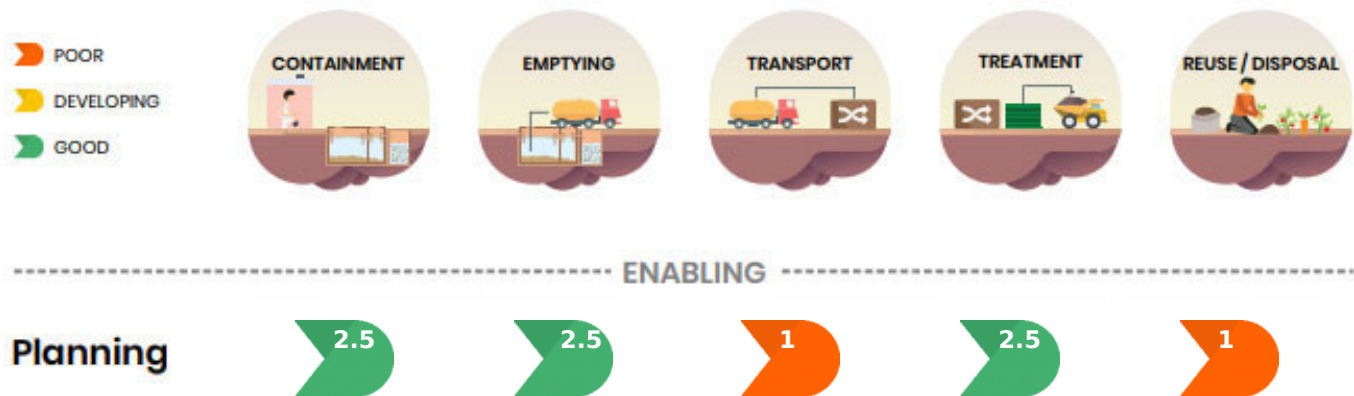 POOR
DEVELOPING
GOOD
CONTAINMENT
EMPTYING
TRANSPORT
TREATMENT
REUSE / DISPOSAL
ENABLING
Planning
2.5
2.5
1
2.5
1